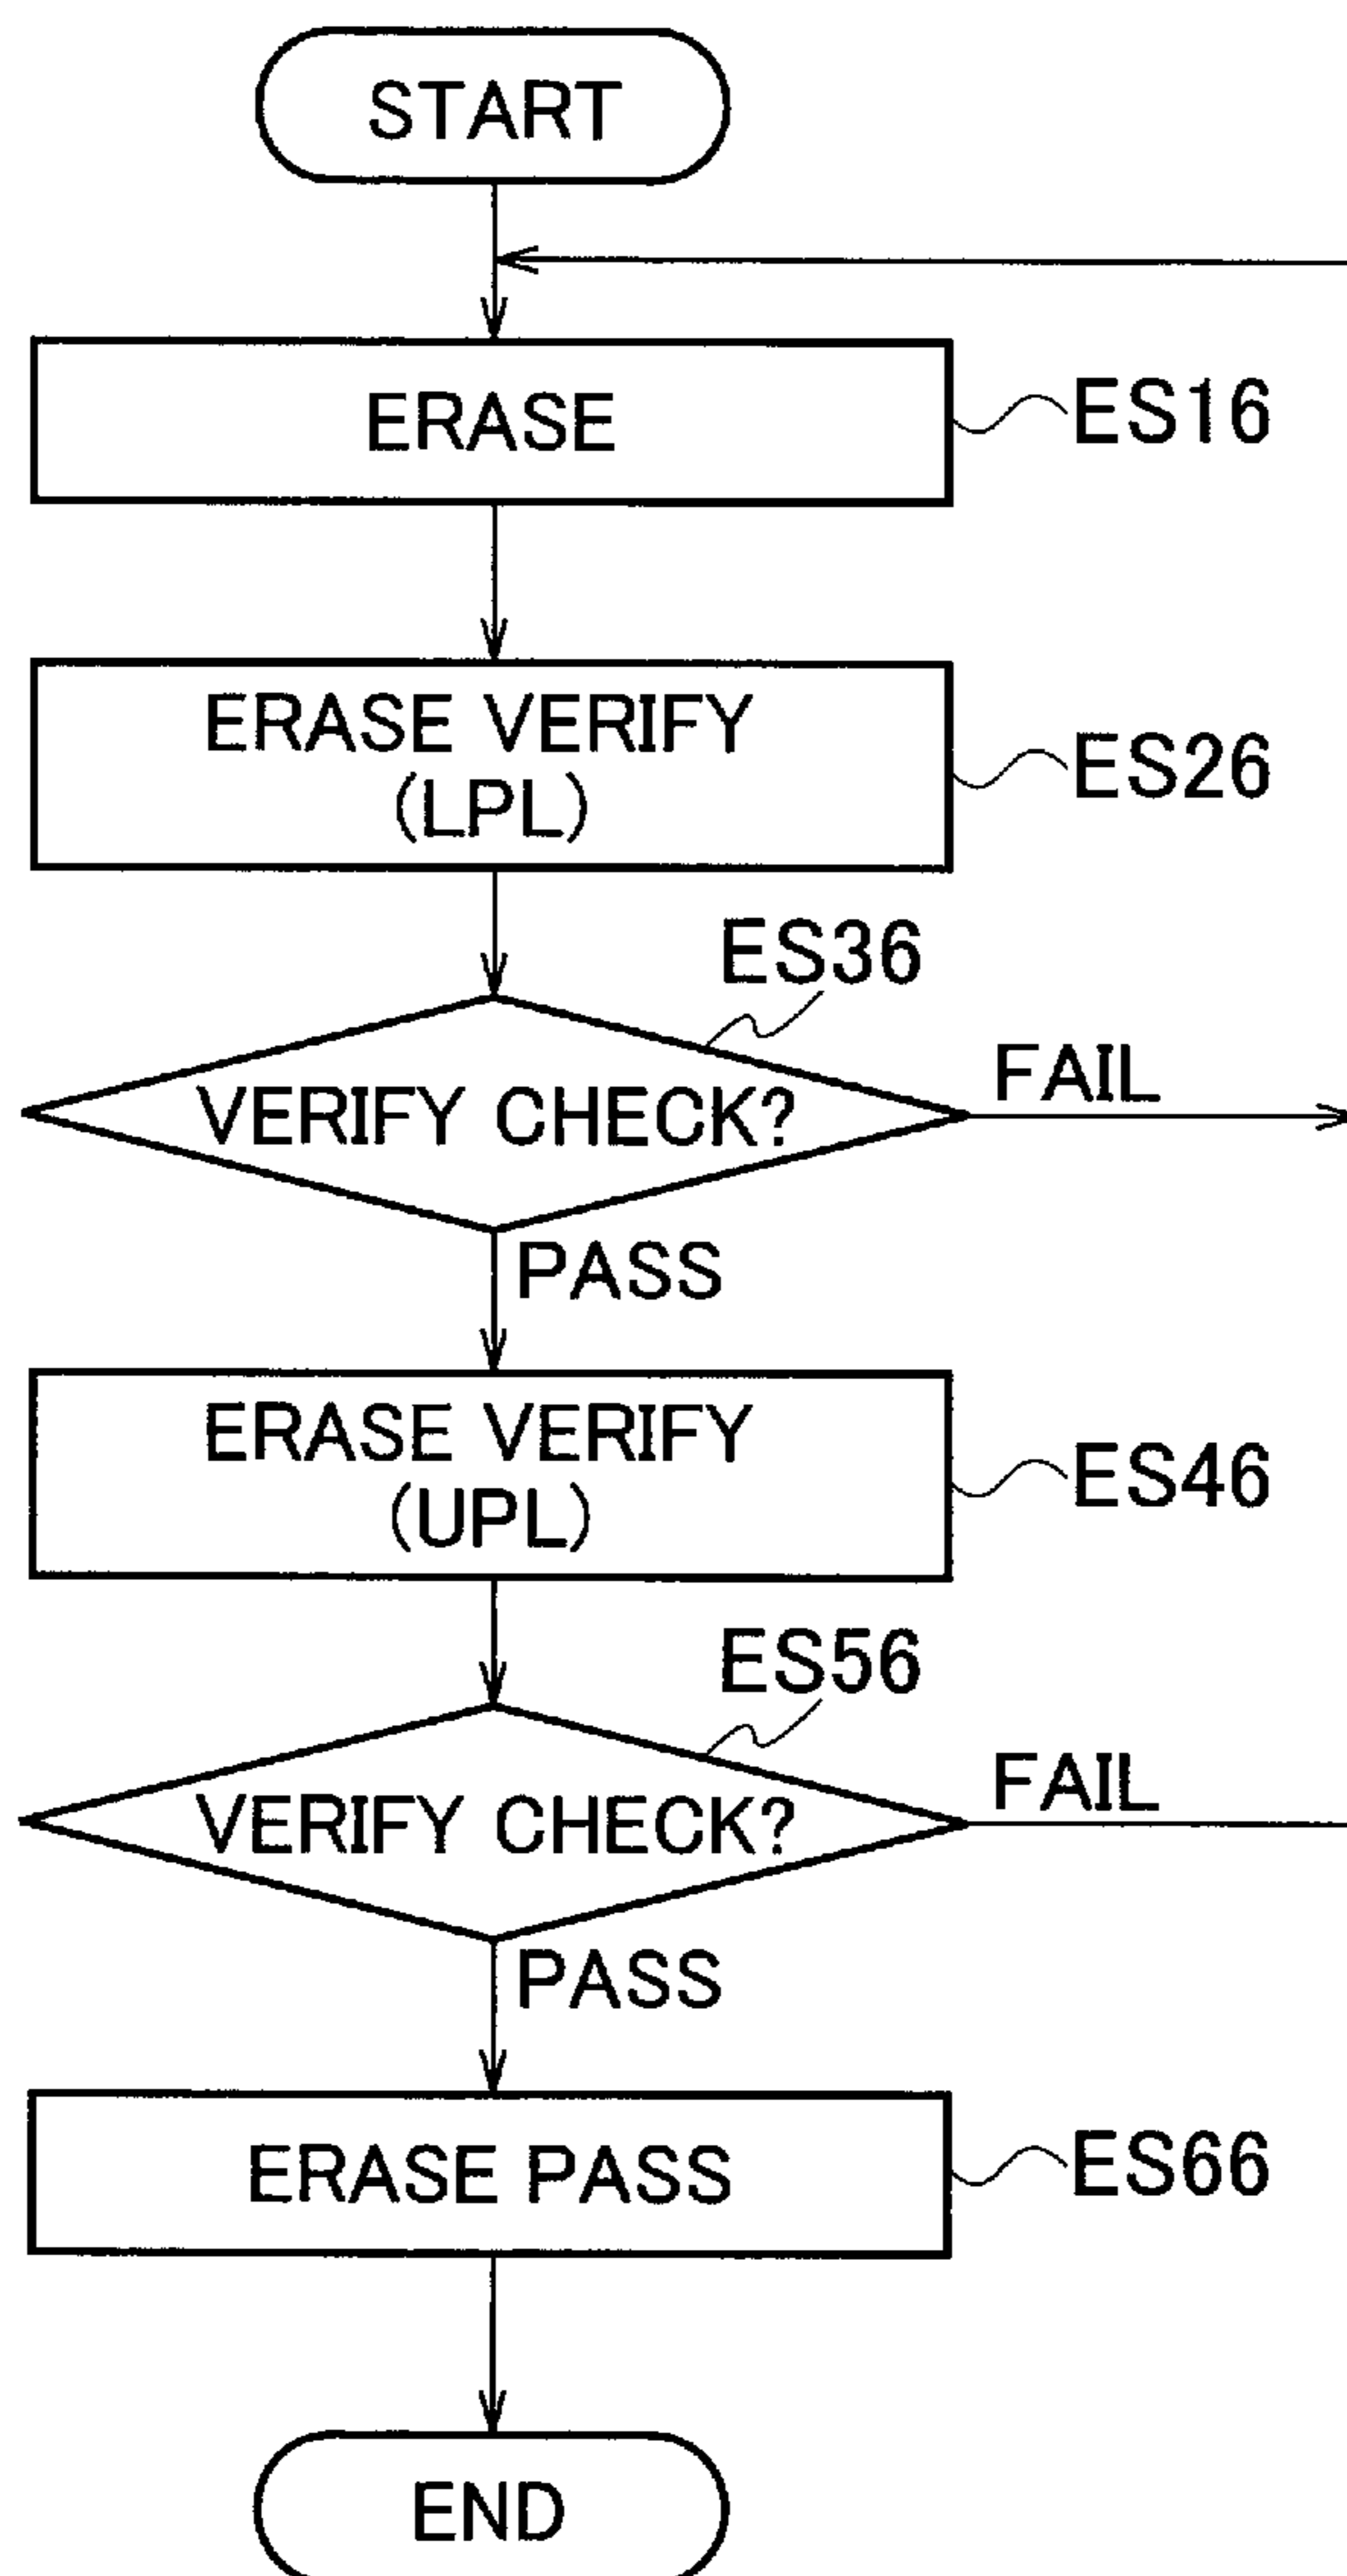 START
ERASE
ES16
ERASE VERIFY
(LPL)
ES26
ES36
VERIFY CHECK?
FAIL
PASS
ERASE VERIFY
(UPL)
ES46
ES56
VERIFY CHECK?
FAIL
PASS
ERASE PASS
ES66
END